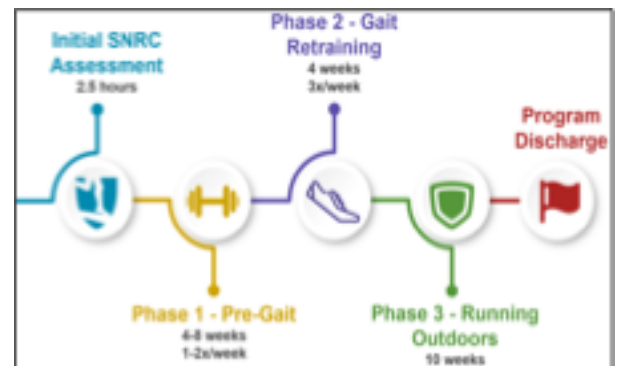 Initial SNRC
Assessment
2.5 hours
Phase 1 - Pre-Gait
4-8 weeks
1-2x/week
Phase 2 - Gait
Retraining
4 weeks
3x/week
Phase 3 - Running
Outdoors
10 weeks
Program
Discharge